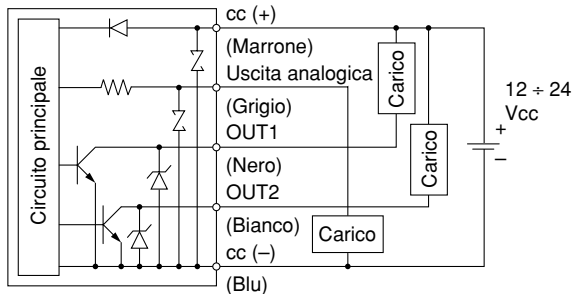 Circuito principale
cc (+)
(Marrone)
Uscita analogica
(Grigio)
OUT1
(Nero)
OUT2
(Bianco)
cc (–)
(Blu)
Carico
Carico
Carico
12 ÷ 24
Vcc
+
–